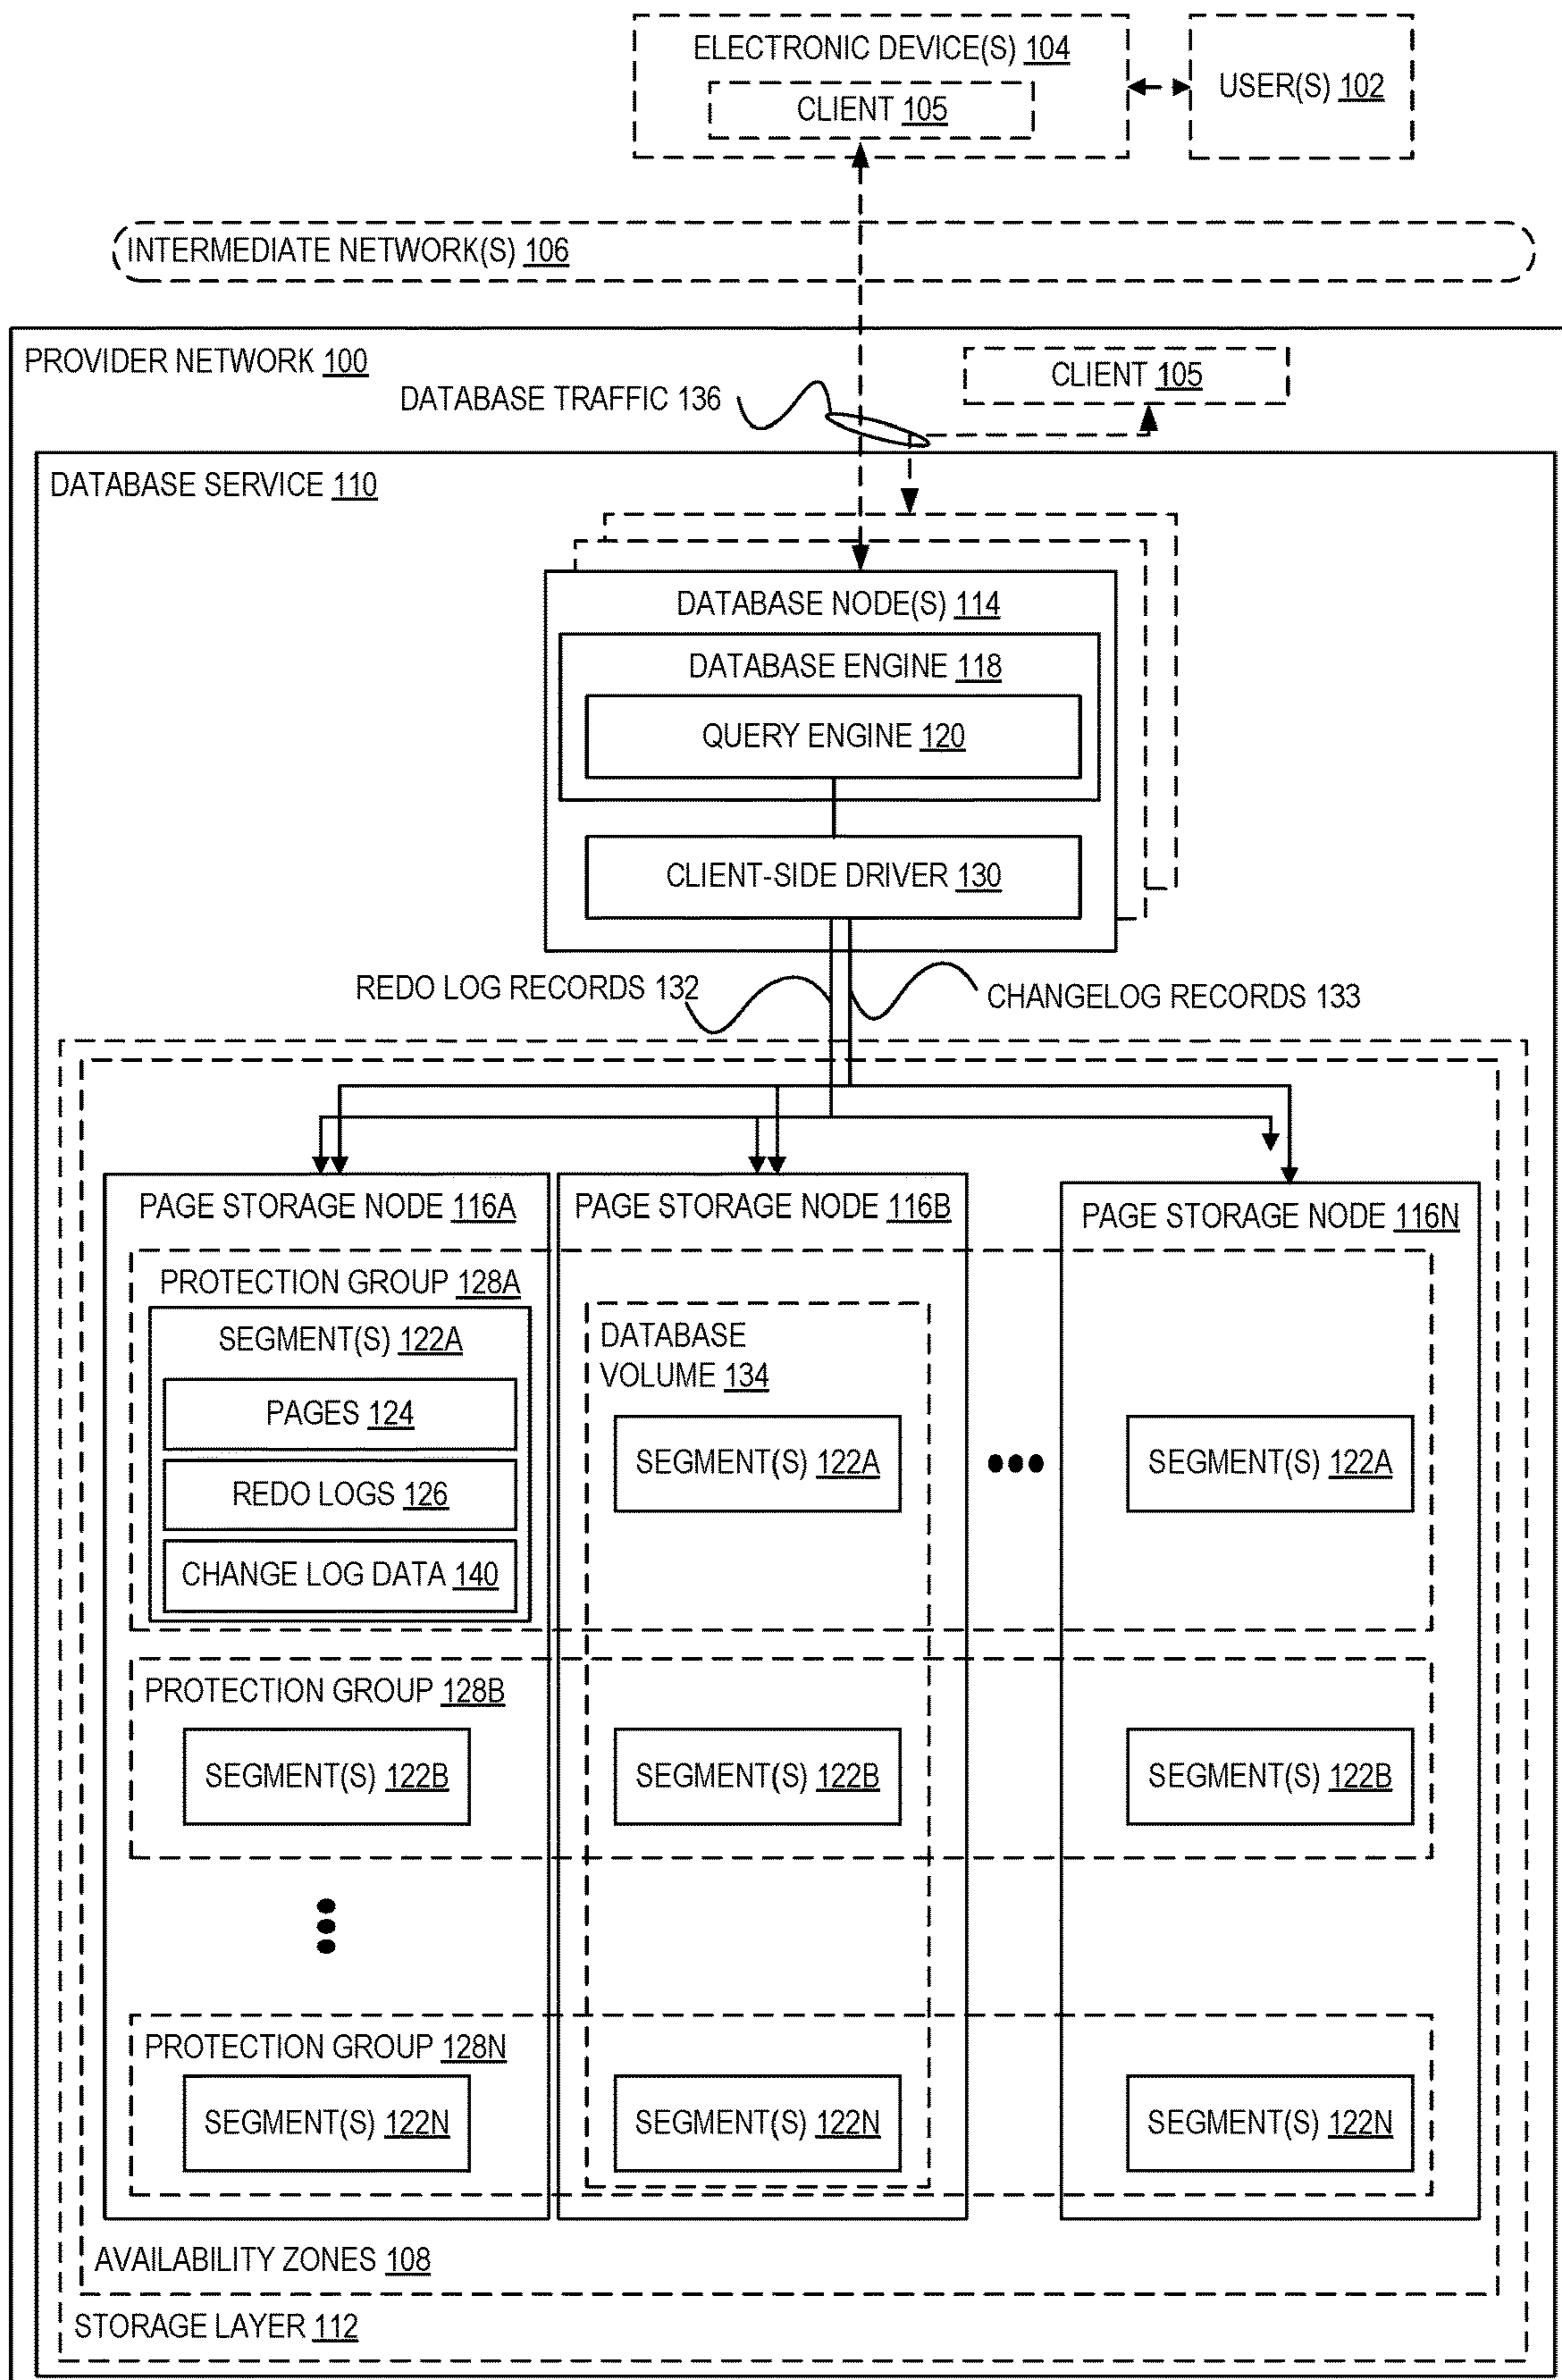 ELECTRONIC DEVICE(S) 104
CLIENT 105
USER(S) 102
INTERMEDIATE NETWORK(S) 106
PROVIDER NETWORK 100
CLIENT 105
DATABASE TRAFFIC 136
DATABASE SERVICE 110
DATABASE NODE(S) 114
DATABASE ENGINE 118
QUERY ENGINE 120
CLIENT-SIDE DRIVER 130
REDO LOG RECORDS 132
CHANGELOG RECORDS 133
PAGE STORAGE NODE 116A
PAGE STORAGE NODE 116B
PAGE STORAGE NODE 116N
PROTECTION GROUP 128A
SEGMENT(S) 122A
PAGES 124
REDO LOGS 126
CHANGE LOG DATA 140
DATABASE
VOLUME 134
SEGMENT(S) 122A
SEGMENT(S) 122A
PROTECTION GROUP 128B
SEGMENT(S) 122B
SEGMENT(S) 122B
SEGMENT(S) 122B
PROTECTION GROUP 128N
SEGMENT(S) 122N
SEGMENT(S) 122N
SEGMENT(S) 122N
AVAILABILITY ZONES 108
STORAGE LAYER 112